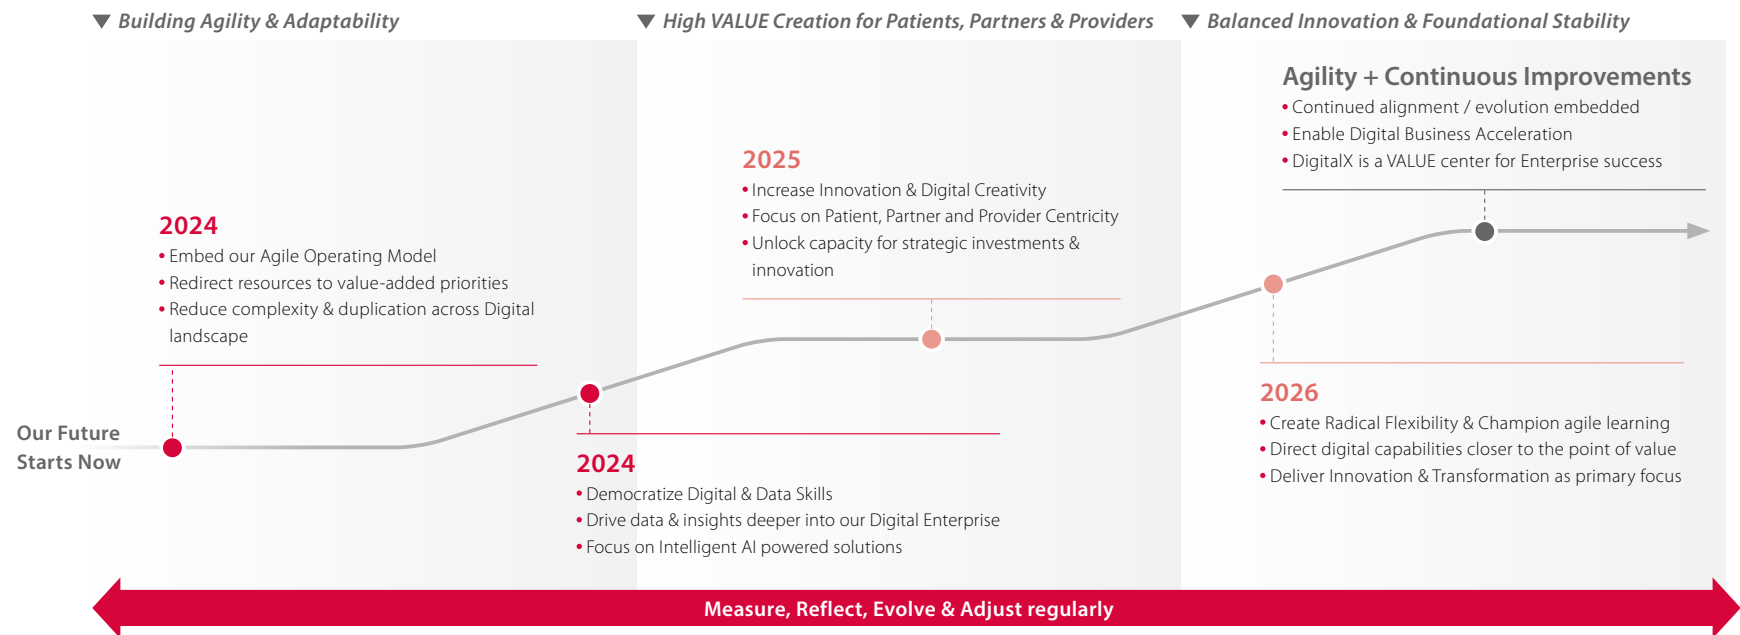 ▼ Building Agility & Adaptability
▼ High VALUE Creation for Patients, Partners & Providers
▼ Balanced Innovation & Foundational Stability
Our Future
Starts Now
2024
• Embed our Agile Operating Model
• Redirect resources to value-added priorities
• Reduce complexity & duplication across Digital
landscape
2024
• Democratize Digital & Data Skills
• Drive data & insights deeper into our Digital Enterprise
• Focus on Intelligent AI powered solutions
2025
• Increase Innovation & Digital Creativity
• Focus on Patient, Partner and Provider Centricity
• Unlock capacity for strategic investments &
innovation
2026
• Create Radical Flexibility & Champion agile learning
• Direct digital capabilities closer to the point of value
• Deliver Innovation & Transformation as primary focus
Agility + Continuous Improvements
• Continued alignment / evolution embedded
• Enable Digital Business Acceleration
• DigitalX is a VALUE center for Enterprise success
Measure, Reflect, Evolve & Adjust regularly